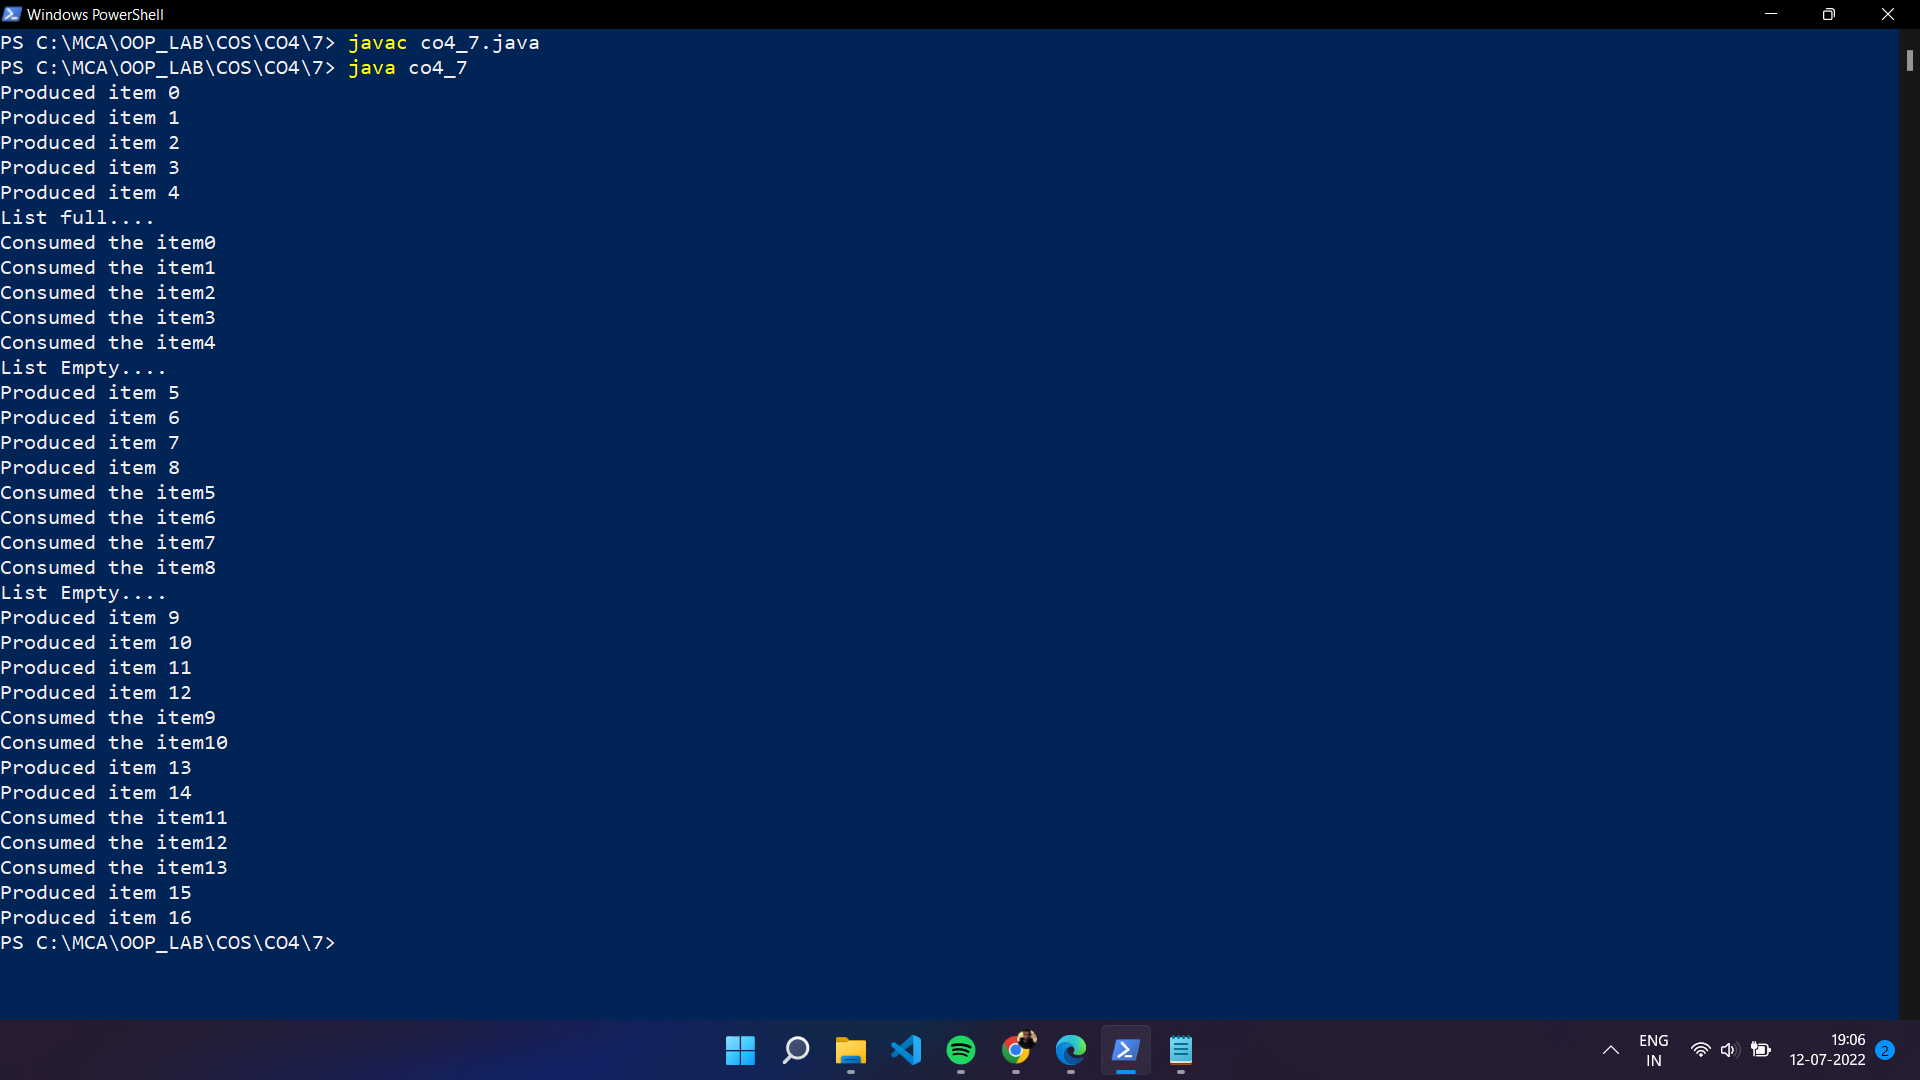 Windows PowerShell
PS C:\MCA\OOP_LAB\COS\CO4\7> javac co4_7.java
PS C:\MCA\OOP_LAB\COS\CO4\7> java co4_7
Produced item 0
Produced item 1
Produced item 2
Produced item 3
Produced item 4
List full....
Consumed the item0
Consumed the item1
Consumed the item2
Consumed the item3
Consumed the item4
List Empty....
Produced item 5
Produced item 6
Produced item 7
Produced item 8
Consumed the item5
Consumed the item6
Consumed the item7
Consumed the item8
List Empty....
Produced item 9
Produced item 10
Produced item 11
Produced item 12
Consumed the item9
Consumed the item10
Produced item 13
Produced item 14
Consumed the item11
Consumed the item12
Consumed the item13
Produced item 15
Produced item 16
PS C:\MCA\OOP_LAB\COS\CO4\7>
ENG
IN
19:06
12-07-2022
2